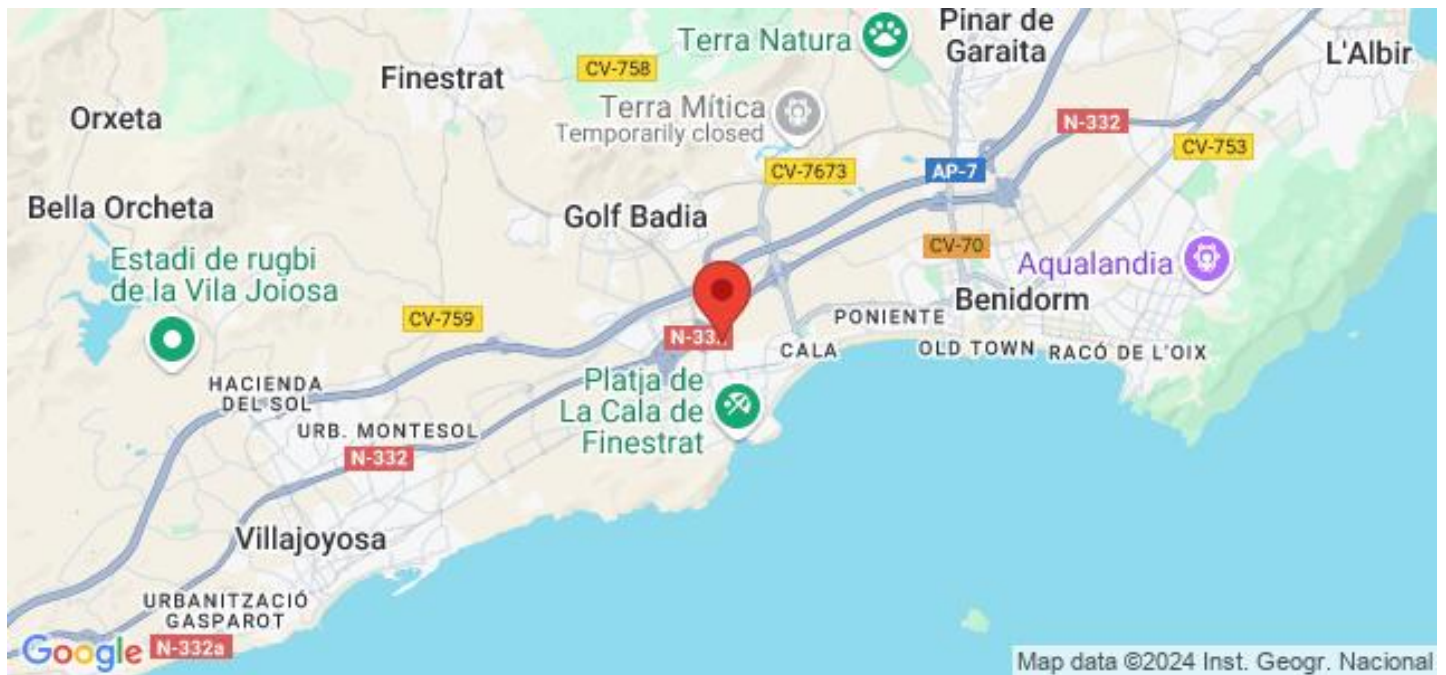 Pinar de
Garaita
Terra Natura
L'Albir
Finestrat
CV-758
Terra Mítica
Temporarily closed
Orxeta
N-332
CV-753
CV-7673
AP-7
Bella Orcheta
Golf Badia
CV-70
Estadi de rugbi
de la Vila Joiosa
Aqualandia
Benidorm
CV-759
PONIENTE
N-33
CALA
OLD TOWN
RACÓ DE L'OIX
HACIENDA
DEL SOL
Platja de
La Cala de
Finestrat
URB. MONTESOL
N-332
Villajoyosa
URBANITZACIÓ
GASPAROT
N-332a
Google
Map data ©2024 Inst. Geogr. Nacional